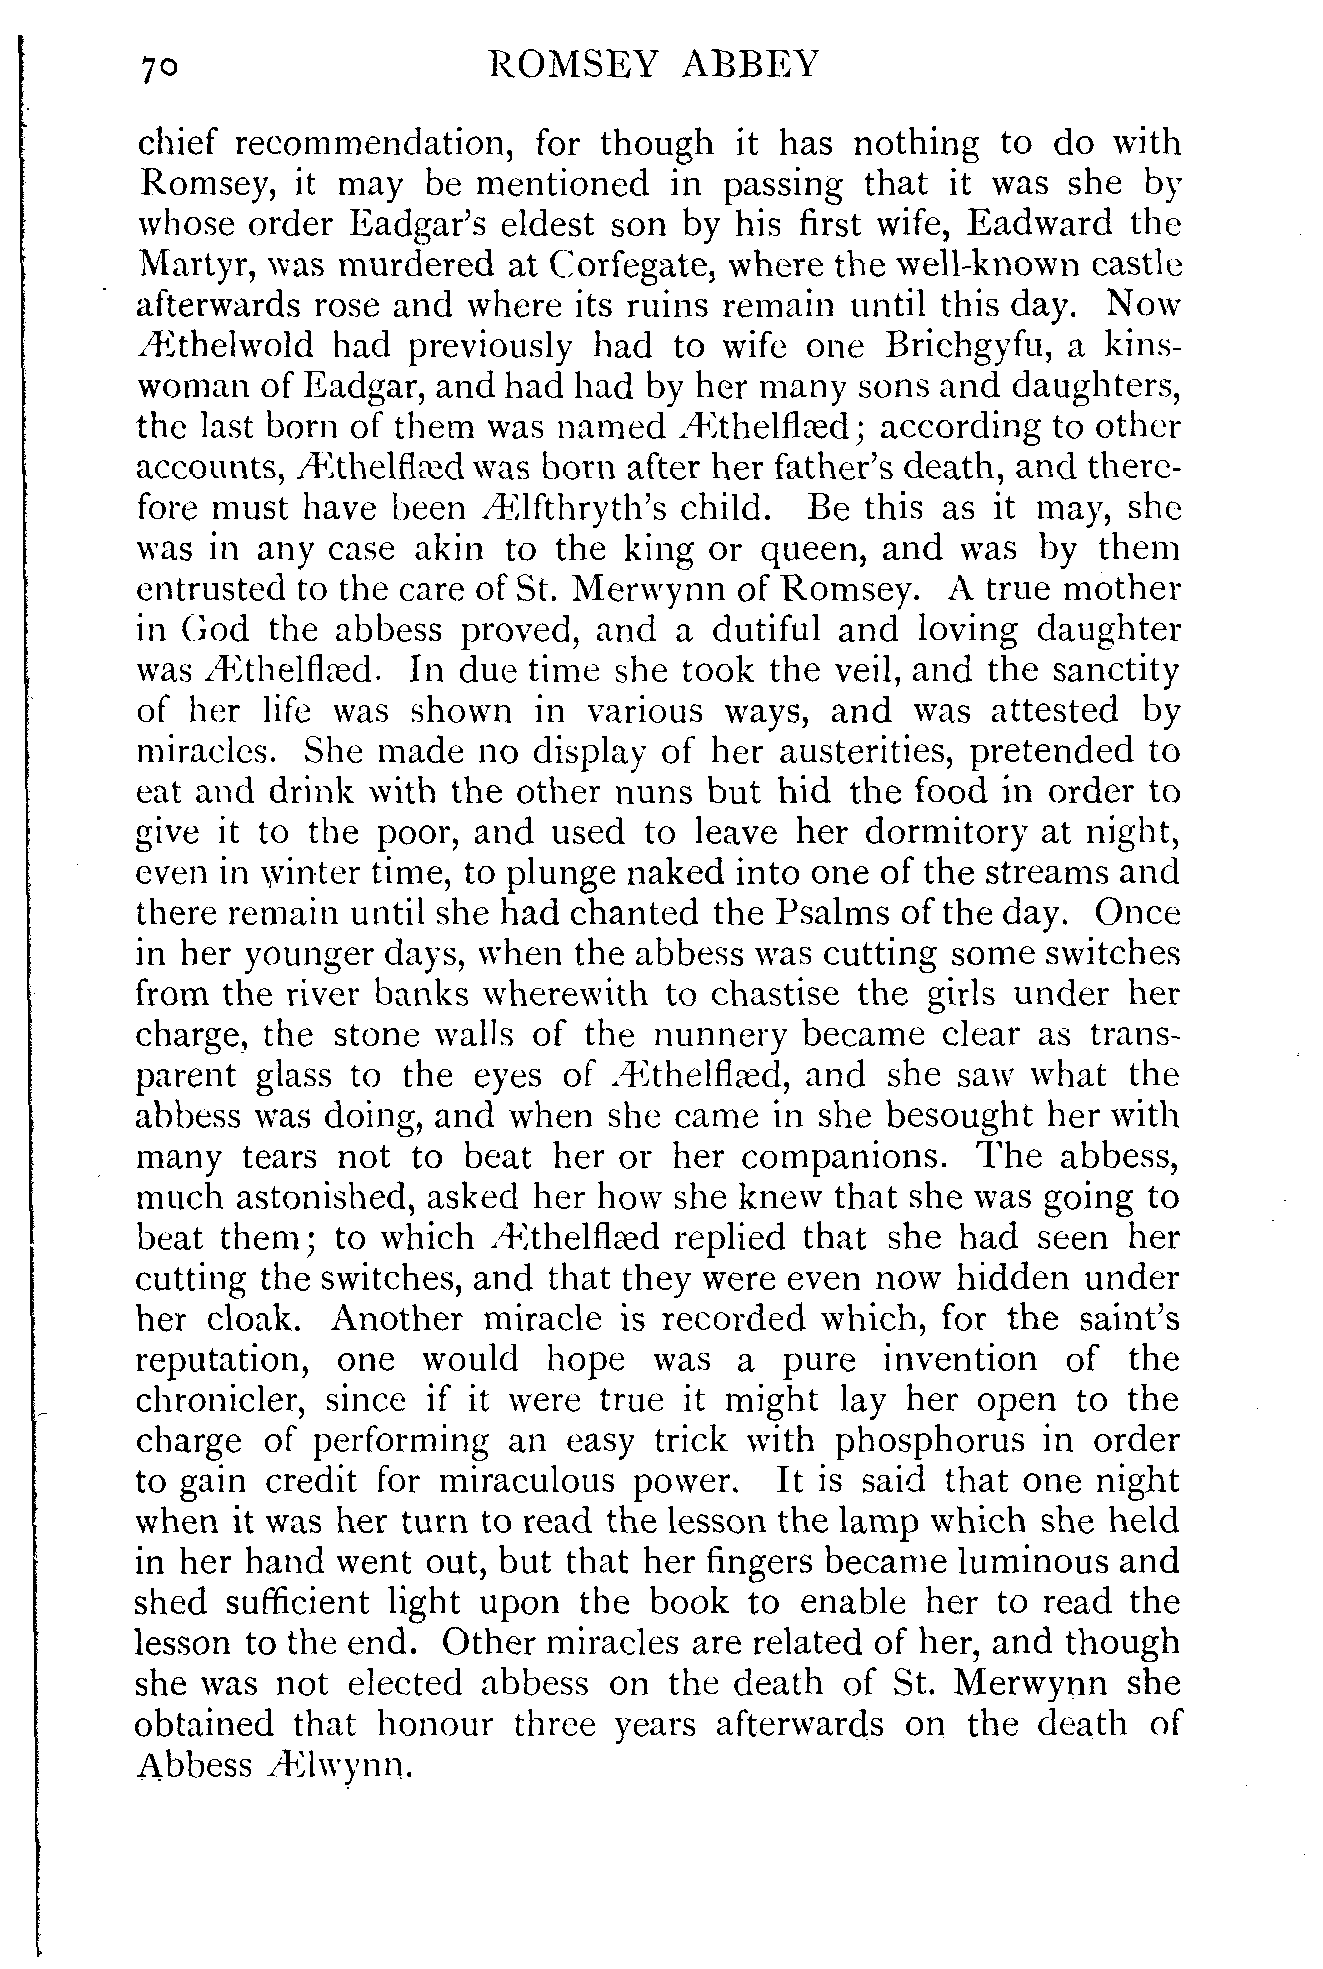 70 ROMSEY ABBEY
chief recommendation, for though it has nothing to do with
Romsey, it may be mentioned in passing that it was she by
whose order Eadgar's eldest son by his first wife, Eadward the
Martyr, was murdered at Corfegate, where the well-known castle
afterwards rose and where its ruins remain until this day. Now
Æthelwold had previously had to wife one Brichgyfu, a kins-
woman of Eadgar, and had had by her many sons and daughters,
the last born of them was named Æthelflæd; according to other
accounts, Æthelflæd was born after her father's death, and there-
fore must have been Ælfthryth's child. Be this as it may, she
was in any case akin to the king or queen, and was by them
entrusted to the care of St. Merwynn of Romsey. A true mother
in God the abbess proved, and a dutiful and loving daughter
was Æthelflæd. In due time she took the veil, and the sanctity
of her life was shown in various ways, and was attested by
miracles. She made no display of her austerities, pretended to
eat and drink with the other nuns but hid the food in order to
give it to the poor, and used to leave her dormitory at night,
even in winter time, to plunge naked into one of the streams and
there remain until she had chanted the Psalms of the day. Once
in her younger days, when the abbess was cutting some switches
from the river banks wherewith to chastise the girls under her
charge, the stone walls of the nunnery became clear as trans-
parent glass to the eyes of Æthelflæd, and she saw what the
abbess was doing, and when she came in she besought her with
many tears not to beat her or her companions. The abbess,
much astonished, asked her how she knew that she was going to
beat them; to which Æthelflæd replied that she had seen her
cutting the switches, and that they were even now hidden under
her cloak. Another miracle is recorded which, for the saint's
reputation, one would hope was a pure invention of the
chronicler, since if it were true it might lay her open to the
charge of performing an easy trick with phosphorus in order
to gain credit for miraculous power. It is said that one night
when it was her turn to read the lesson the lamp which she held
in her hand went out, but that her fingers became luminous and
shed sufficient light upon the book to enable her to read the
lesson to the end. Other miracles are related of her, and though
she was not elected abbess on the death of St. Merwynn she
obtained that honour three years afterwards on the death of
Abbess Ælwynn.